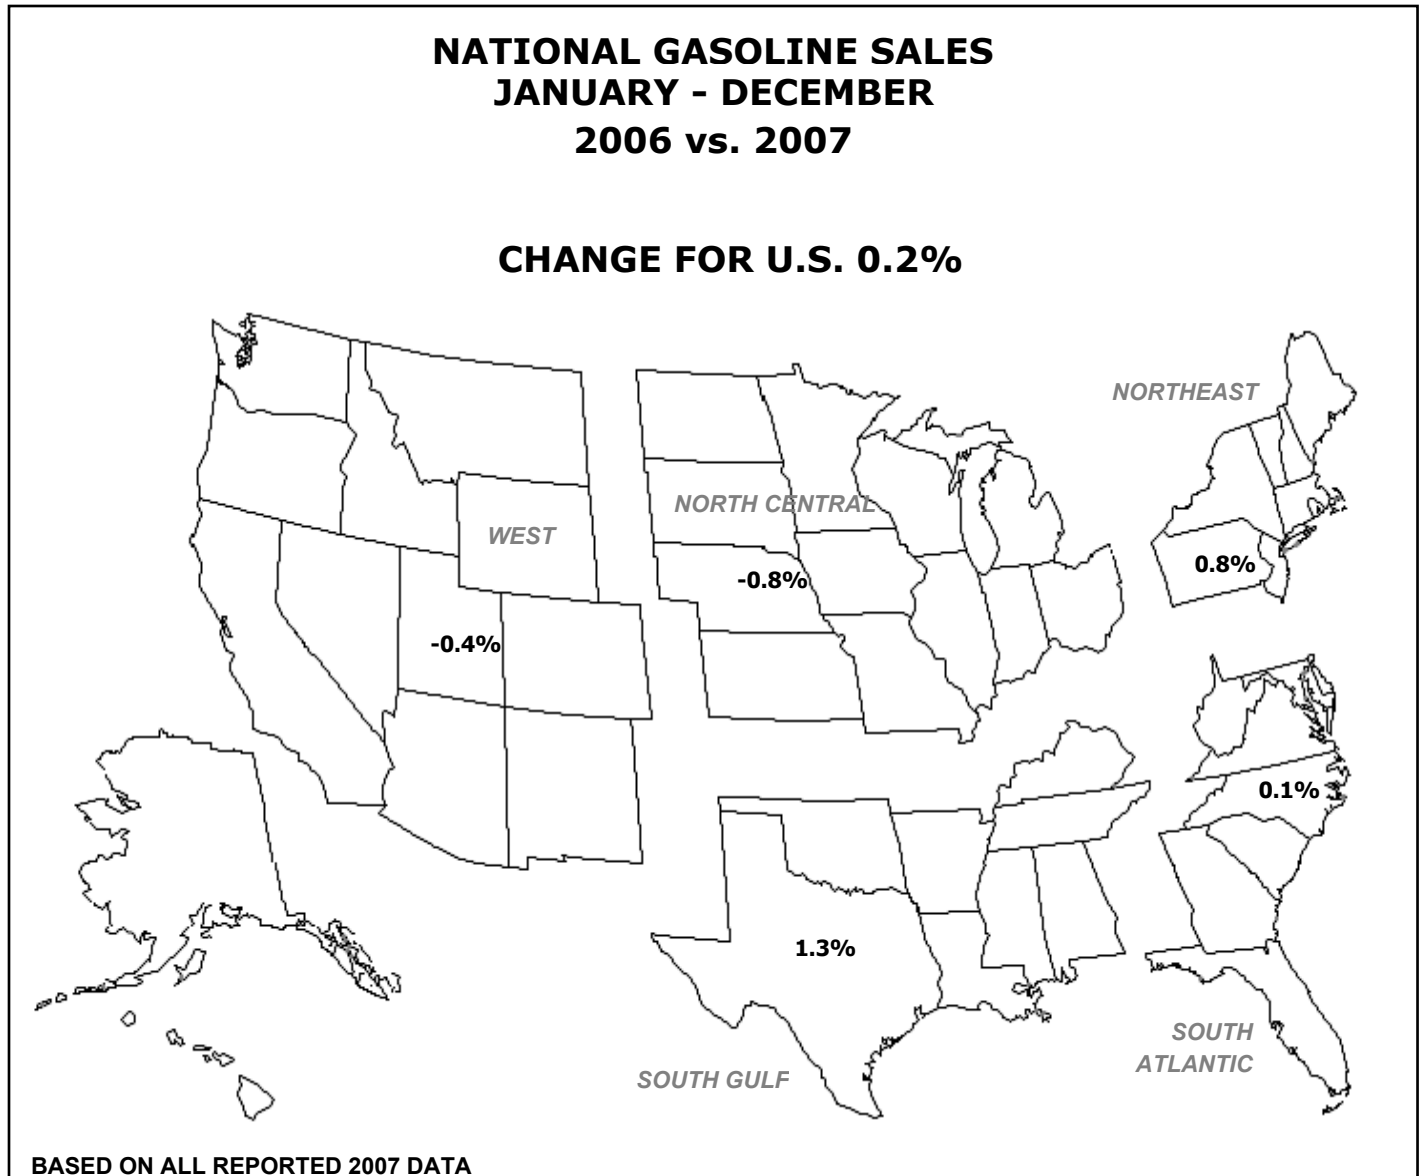 NATIONAL GASOLINE SALES
JANUARY - DECEMBER
2006 vs. 2007
CHANGE FOR U.S. 0.2%
NORTHEAST
NORTH CENTRAL
WEST
0.8%
-0.8%
-0.4%
0.1%
1.3%
SOUTH
ATLANTIC
SOUTH GULF
BASED ON ALL REPORTED 2007 DATA